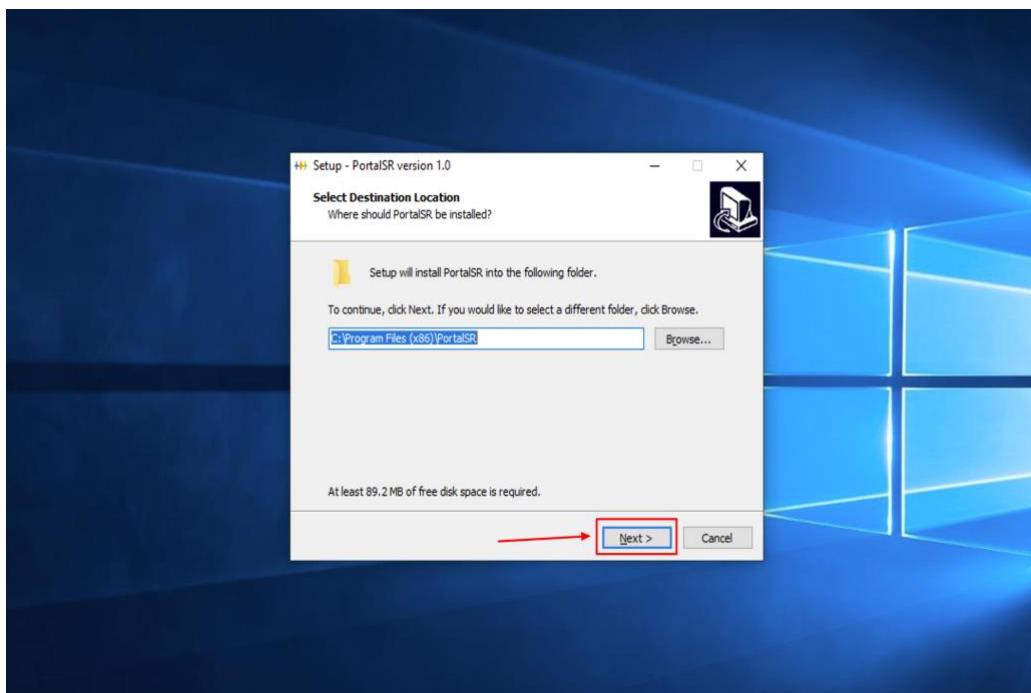 Setup - PortalSR version 1.0
Select Destination Location
Where should PortalSR be installed?
Setup will install PortalSR into the following folder.
To continue, click Next. If you would like to select a different folder, click Browse.
C:\Program Files (x86)\PortalSR
Browse...
At least 89.2 MB of free disk space is required.
Next >
Cancel